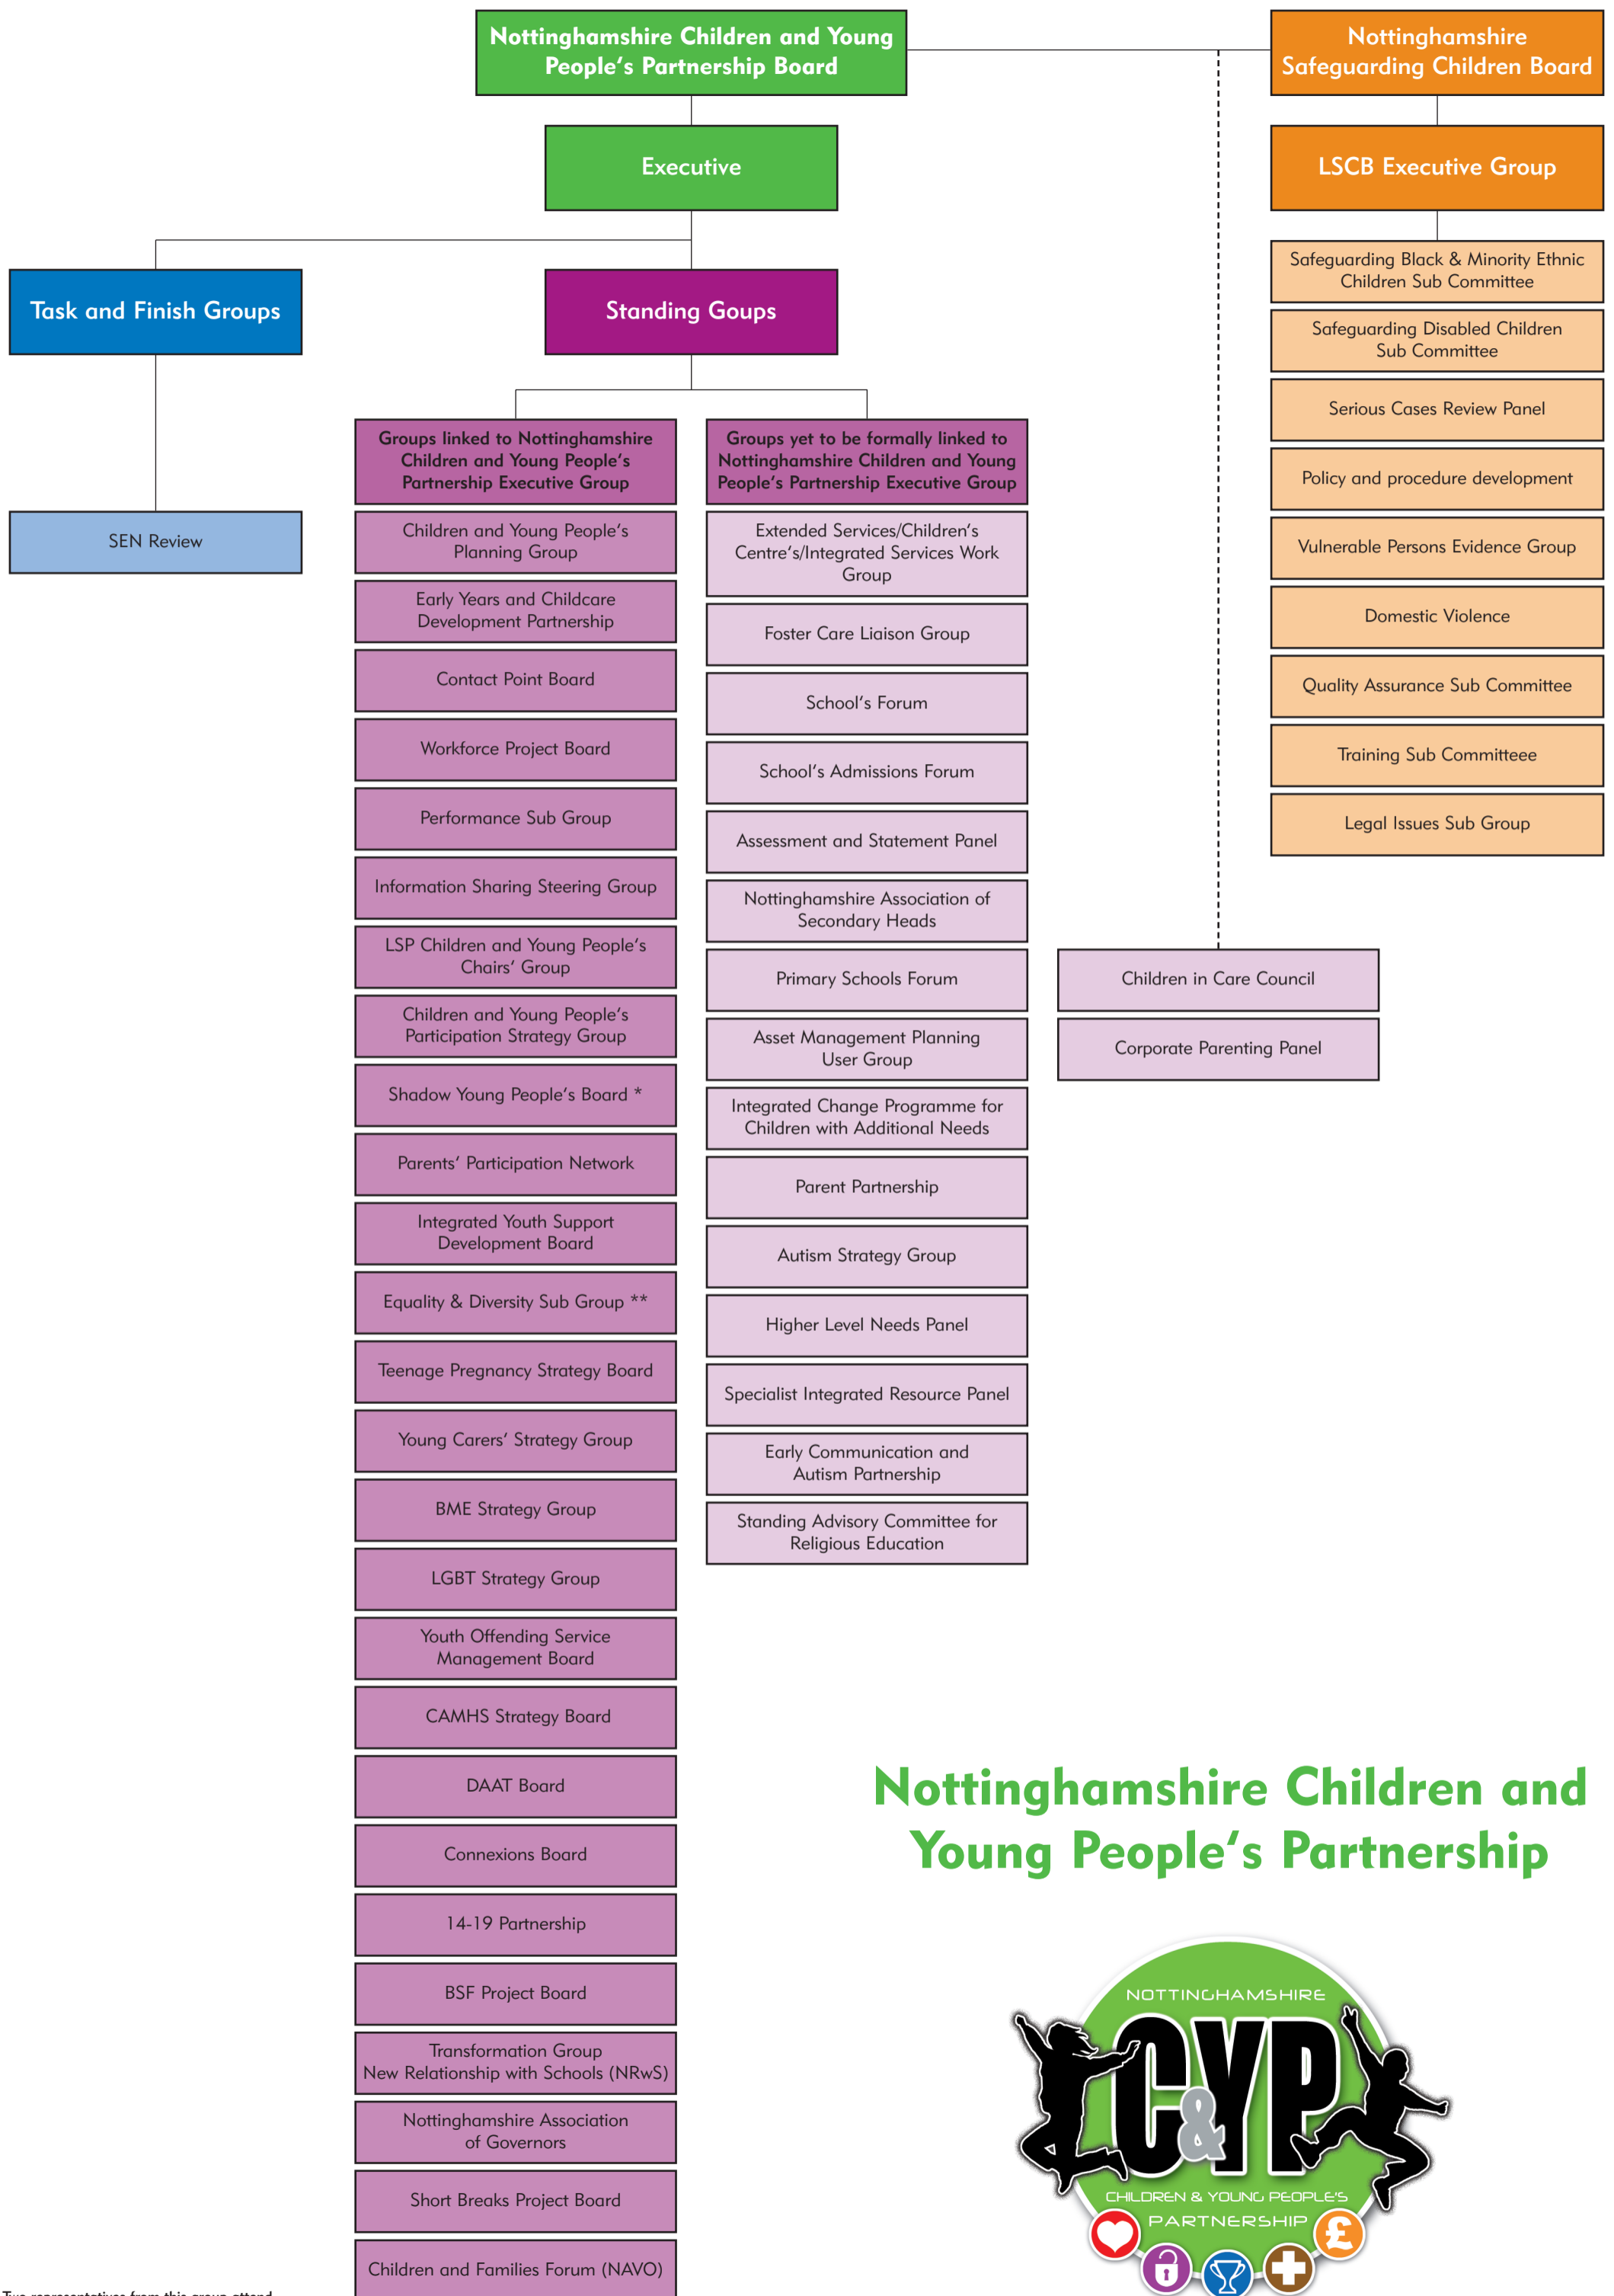 Nottinghamshire Children and Young
People's Partnership Board
Nottinghamshire
Safeguarding Children Board
Executive
LSCB Executive Group
Task and Finish Groups
Standing Goups
SEN Review
Groups linked to Nottinghamshire
Children and Young People's
Partnership Executive Group
Children and Young People's
Planning Group
Early Years and Childcare
Development Partnership
Contact Point Board
Workforce Project Board
Performance Sub Group
Information Sharing Steering Group
LSP Children and Young People's
Chairs' Group
Children and Young People's
Participation Strategy Group
Shadow Young People's Board *
Parents' Participation Network
Integrated Youth Support
Development Board
Equality & Diversity Sub Group **
Teenage Pregnancy Strategy Board
Young Carers' Strategy Group
BME Strategy Group
LGBT Strategy Group
Youth Offending Service
Management Board
CAMHS Strategy Board
DAAT Board
Connexions Board
14-19 Partnership
BSF Project Board
Transformation Group
New Relationship with Schools (NRwS)
Nottinghamshire Association
of Governors
Short Breaks Project Board
Children and Families Forum (NAVO)
Groups yet to be formally linked to
Nottinghamshire Children and Young
People's Partnership Executive Group
Extended Services/Children's
Centre's/Integrated Services Work
Group
Foster Care Liaison Group
School's Forum
School's Admissions Forum
Assessment and Statement Panel
Nottinghamshire Association of
Secondary Heads
Primary Schools Forum
Asset Management Planning
User Group
Integrated Change Programme for
Children with Additional Needs
Parent Partnership
Autism Strategy Group
Higher Level Needs Panel
Specialist Integrated Resource Panel
Early Communication and
Autism Partnership
Standing Advisory Committee for
Religious Education
Children in Care Council
Corporate Parenting Panel
Safeguarding Black & Minority Ethnic
Children Sub Committee
Safeguarding Disabled Children
Sub Committee
Serious Cases Review Panel
Policy and procedure development
Vulnerable Persons Evidence Group
Domestic Violence
Quality Assurance Sub Committee
Training Sub Committeee
Legal Issues Sub Group
Nottinghamshire Children and
Young People's Partnership
NOTTINGHAMSHIRE
C&YP
CHILDREN & YOUNG PEOPLE'S
PARTNERSHIP
£
Two representatives from this group attend